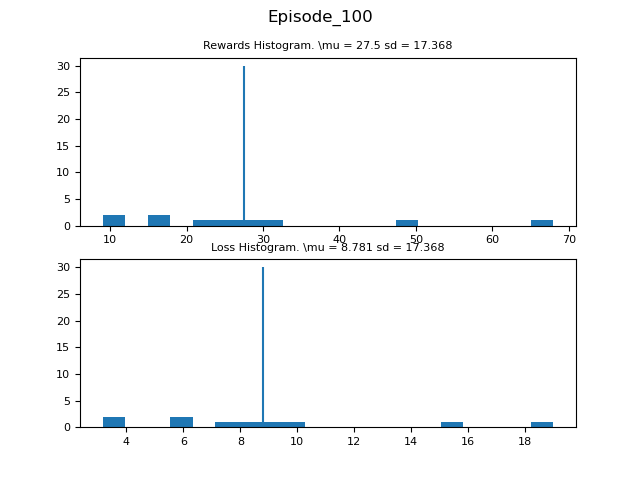 Episode_100
Rewards Histogram. \mu = 27.5 sd = 17.368
30
25
20
15
10
5
0
10 20 30 40 50 60 70
Loss Histogram. \mu = 8.781 sd = 17.368
30
25
20
15
10
5
0
4 6 8 10 12 14 16 18